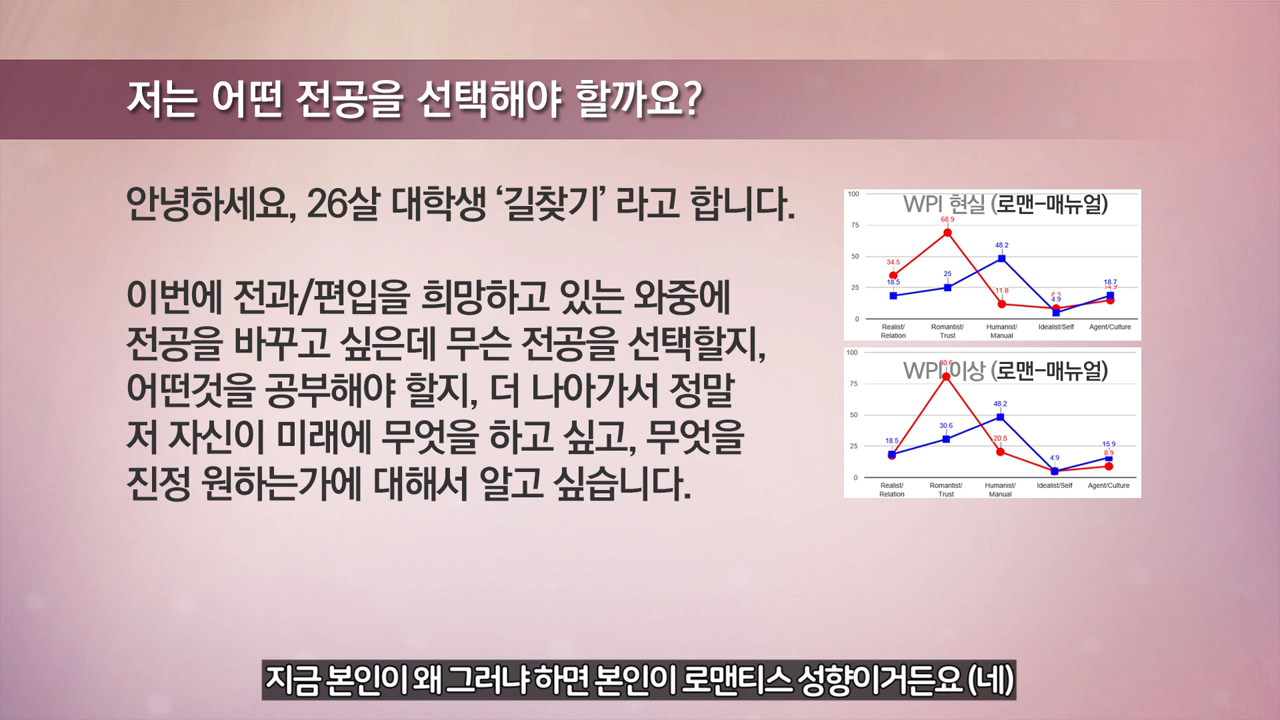 저는 어떤 전공을 선택해야 할까요?
안녕하세요, 26살 대학생 ‘길찾기’ 라고 합니다.
이번에 전과/편입을 희망하고 있는 와중에
전공을 바꾸고 싶은데 무슨 전공을 선택할지,
어떤것을 공부해야 할지, 더 나아가서 정말
저 자신이 미래에 무엇을 하고 싶고, 무엇을
진정 원하는가에 대해서 알고 싶습니다.
WPI 현실 (로맨-매뉴얼)
100
75
50
25
0
34.5
68.9
11.8
18.5
25
48.2
4.9
18.7
Realist/ Romantist/ Humanist/ Idealist/Self Agent/Culture
Relation Trust Manual
WPI 이상 (로맨-매뉴얼)
100
75
50
25
0
18.5
30.6
48.2
20.5
4.9
15.9
8.9
Realist/ Romantist/ Humanist/ Idealist/Self Agent/Culture
Relation Trust Manual
지금 본인이 왜 그러냐 하면 본인이 로맨티스 성향이거든요 (네)